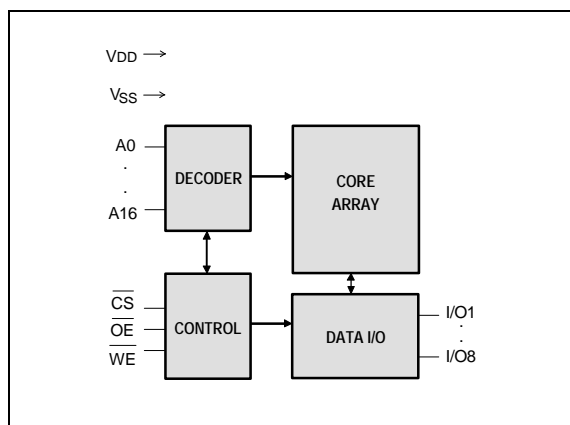 VDD
VSS
A0
.
.
A16
DECODER
CORE
ARRAY
CS
OE
WE
CONTROL
DATA I/O
I/O1
.
.
I/O8